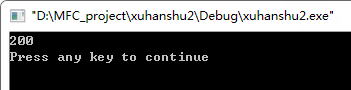 "D:\MFC_project\xuhanshu2\Debug\xuhanshu2.exe"
200
Press any key to continue